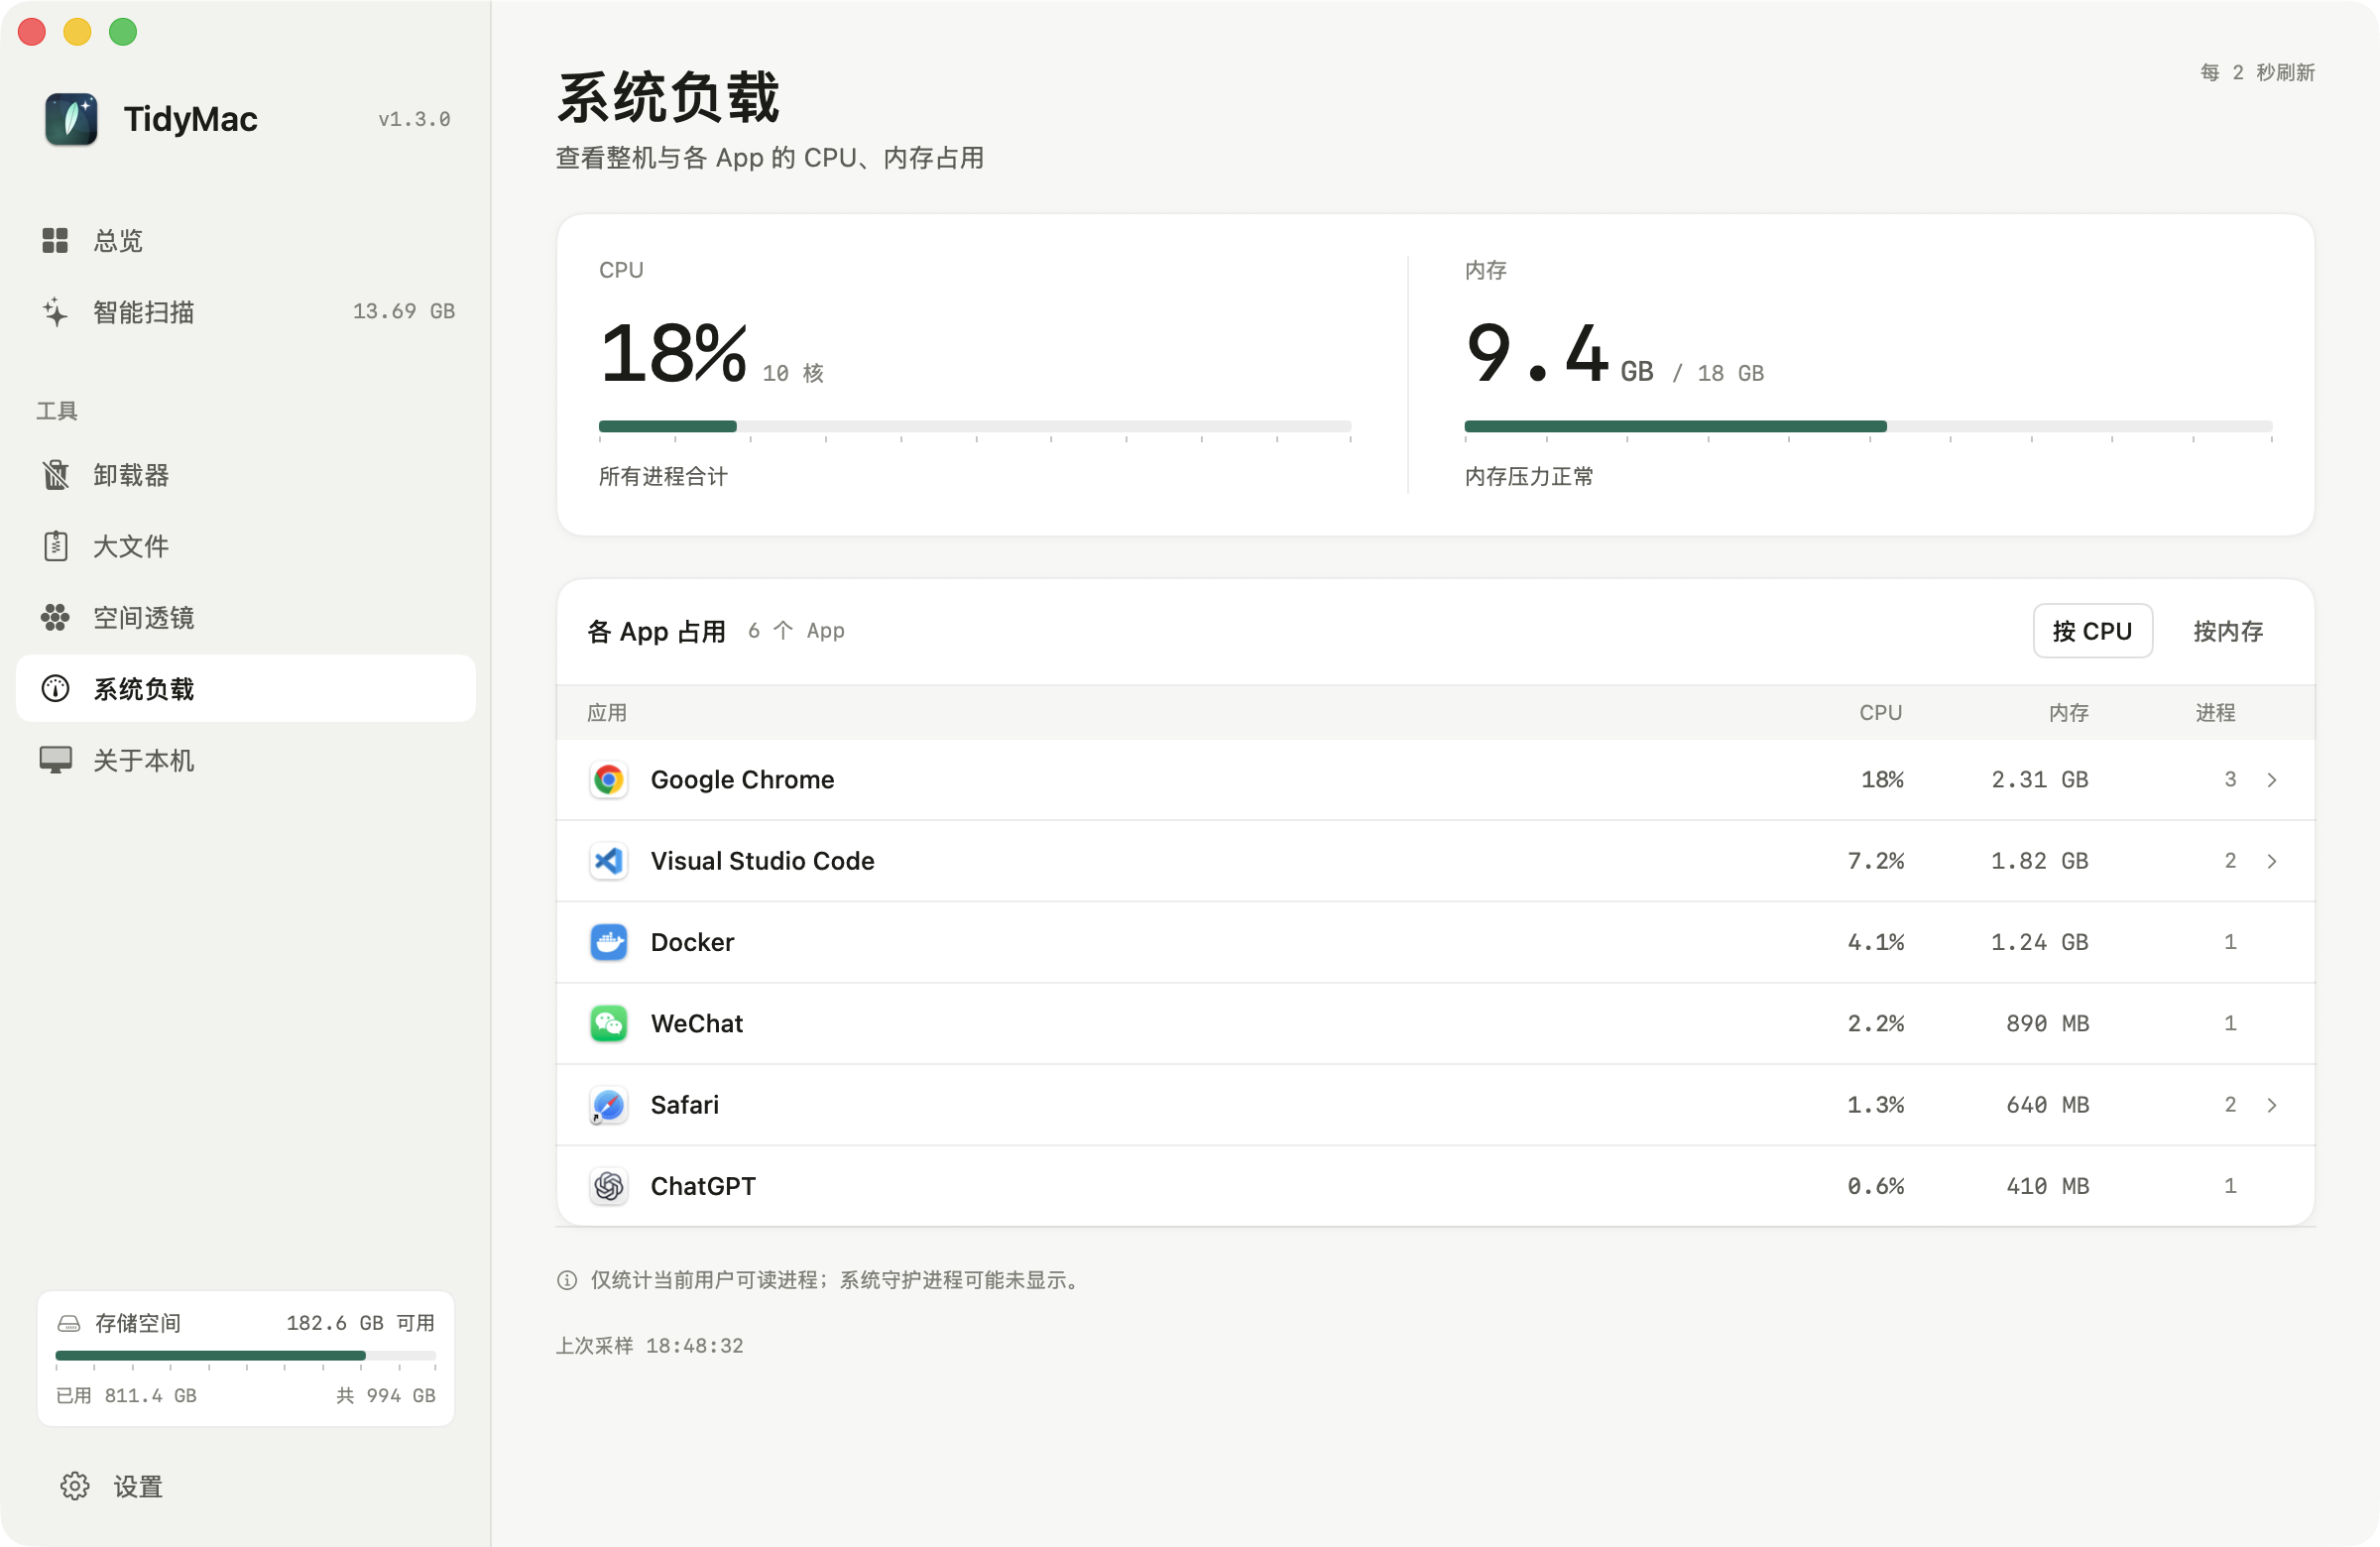 TidyMac v1.3.0
总览
智能扫描 13.69 GB
工具
卸载器
大文件
空间透镜
系统负载
关于本机
存储空间 182.6 GB 可用
已用 811.4 GB 共 994 GB
设置
系统负载
每 2 秒刷新
查看整机与各 App 的 CPU、内存占用
CPU
18% 10 核
所有进程合计
内存
9.4 GB / 18 GB
内存压力正常
各 App 占用 6 个 App
按 CPU 按内存
应用 CPU 内存 进程
Google Chrome 18% 2.31 GB 3
Visual Studio Code 7.2% 1.82 GB 2
Docker 4.1% 1.24 GB 1
WeChat 2.2% 890 MB 1
Safari 1.3% 640 MB 2
ChatGPT 0.6% 410 MB 1
仅统计当前用户可读进程；系统守护进程可能未显示。
上次采样 18:48:32